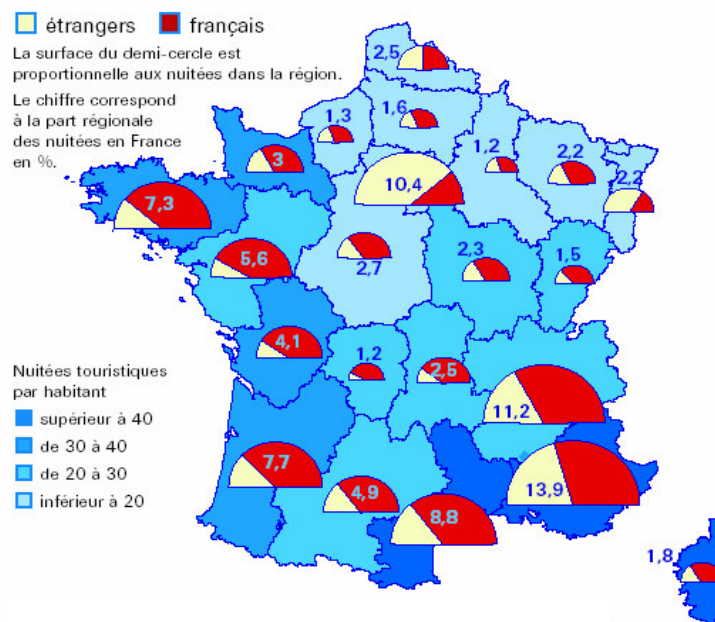 étrangers français
La surface du demi-cercle est
proportionnelle aux nuitées dans la région.
Le chiffre correspond
à la part régionale
des nuitées en France
en %.
2,5
1,3
1,6
1,2
2,2
2,2
3
10,4
7,3
5,6
2,7
2,3
1,5
4,1
1,2
2,5
11,2
7,7
4,9
8,8
13,9
1,8
Nuitées touristiques
par habitant
supérieur à 40
de 30 à 40
de 20 à 30
inférieur à 20